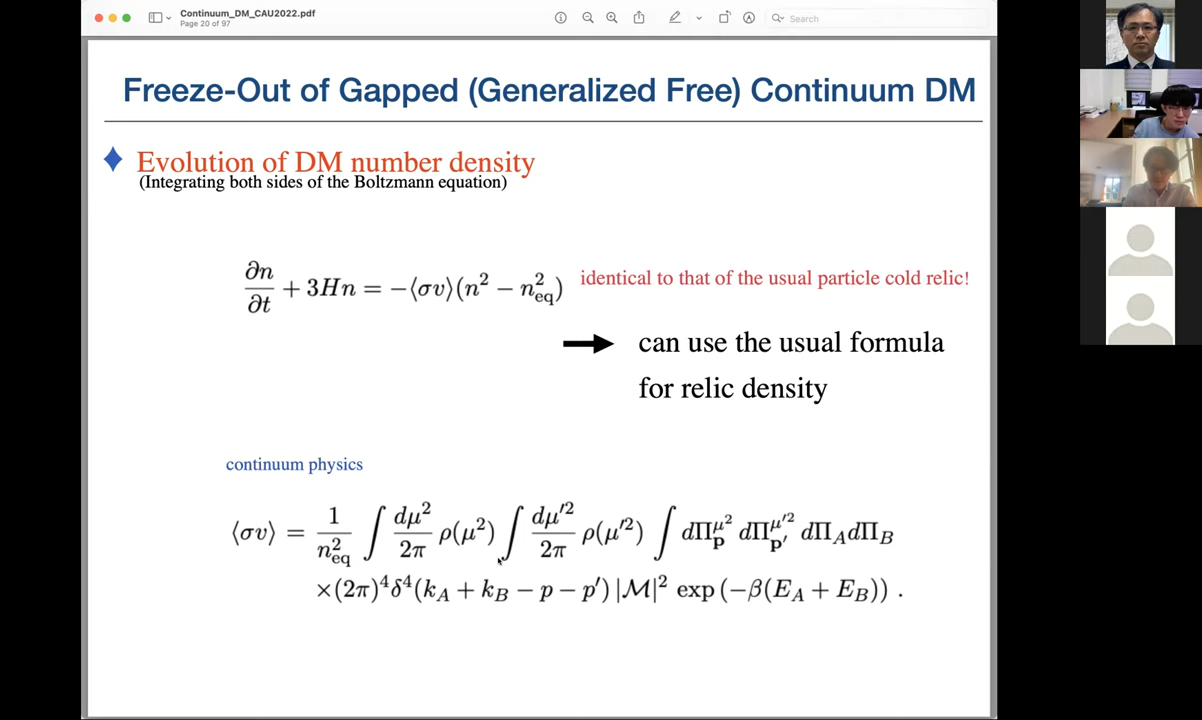 Continuum_DM_CAU2022.pdf
Page 20 of 97
Search
Freeze-Out of Gapped (Generalized Free) Continuum DM
Evolution of DM number density
(Integrating both sides of the Boltzmann equation)
∂n/∂t + 3Hn = −⟨σv⟩(n² − n²_eq)
identical to that of the usual particle cold relic!
can use the usual formula
for relic density
continuum physics
⟨σv⟩ = 1/n²_eq ∫ dμ²/2π ρ(μ²) ∫ dμ′²/2π ρ(μ′²) ∫ dΠ_p^μ² dΠ_p′^μ′² dΠ_A dΠ_B
×(2π)⁴δ⁴(k_A + k_B − p − p′) |M|² exp (−β(E_A + E_B)) .